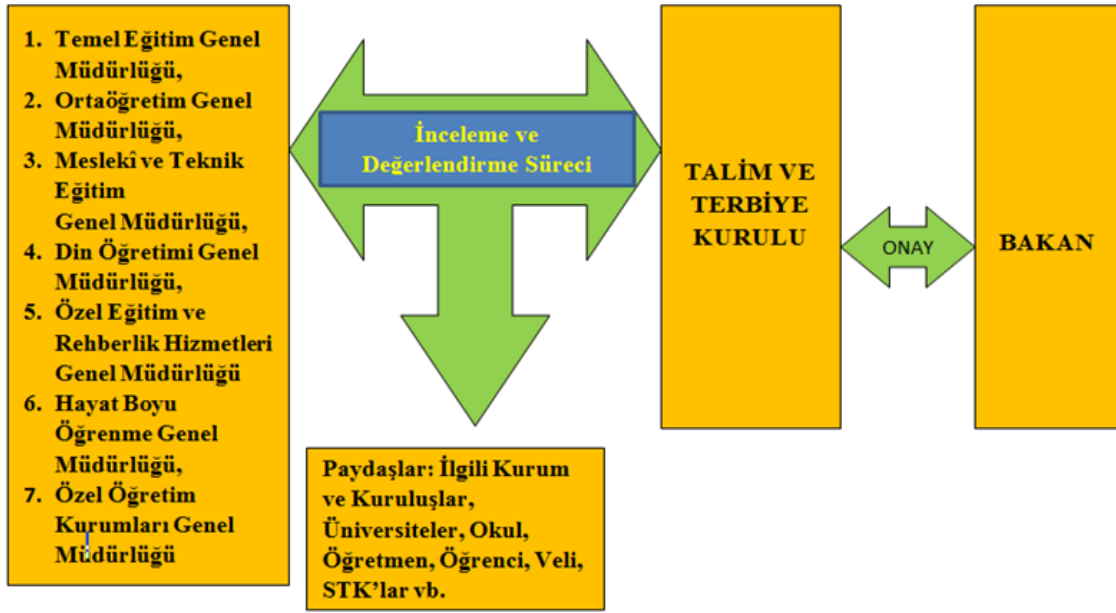 1. Temel Eğitim Genel
Müdürlüğü,
2. Ortaöğretim Genel
Müdürlüğü,
3. Meslekî ve Teknik
Eğitim
Genel Müdürlüğü,
4. Din Öğretimi Genel
Müdürlüğü,
5. Özel Eğitim ve
Rehberlik Hizmetleri
Genel Müdürlüğü
6. Hayat Boyu
Öğrenme Genel
Müdürlüğü,
7. Özel Öğretim
Kurumları Genel
Müdürlüğü
İnceleme ve
Değerlendirme Süreci
Paydaşlar: İlgili Kurum
ve Kuruluşlar,
Üniversiteler, Okul,
Öğretmen, Öğrenci, Veli,
STK’lar vb.
TALİM VE
TERBİYE
KURULU
ONAY
BAKAN